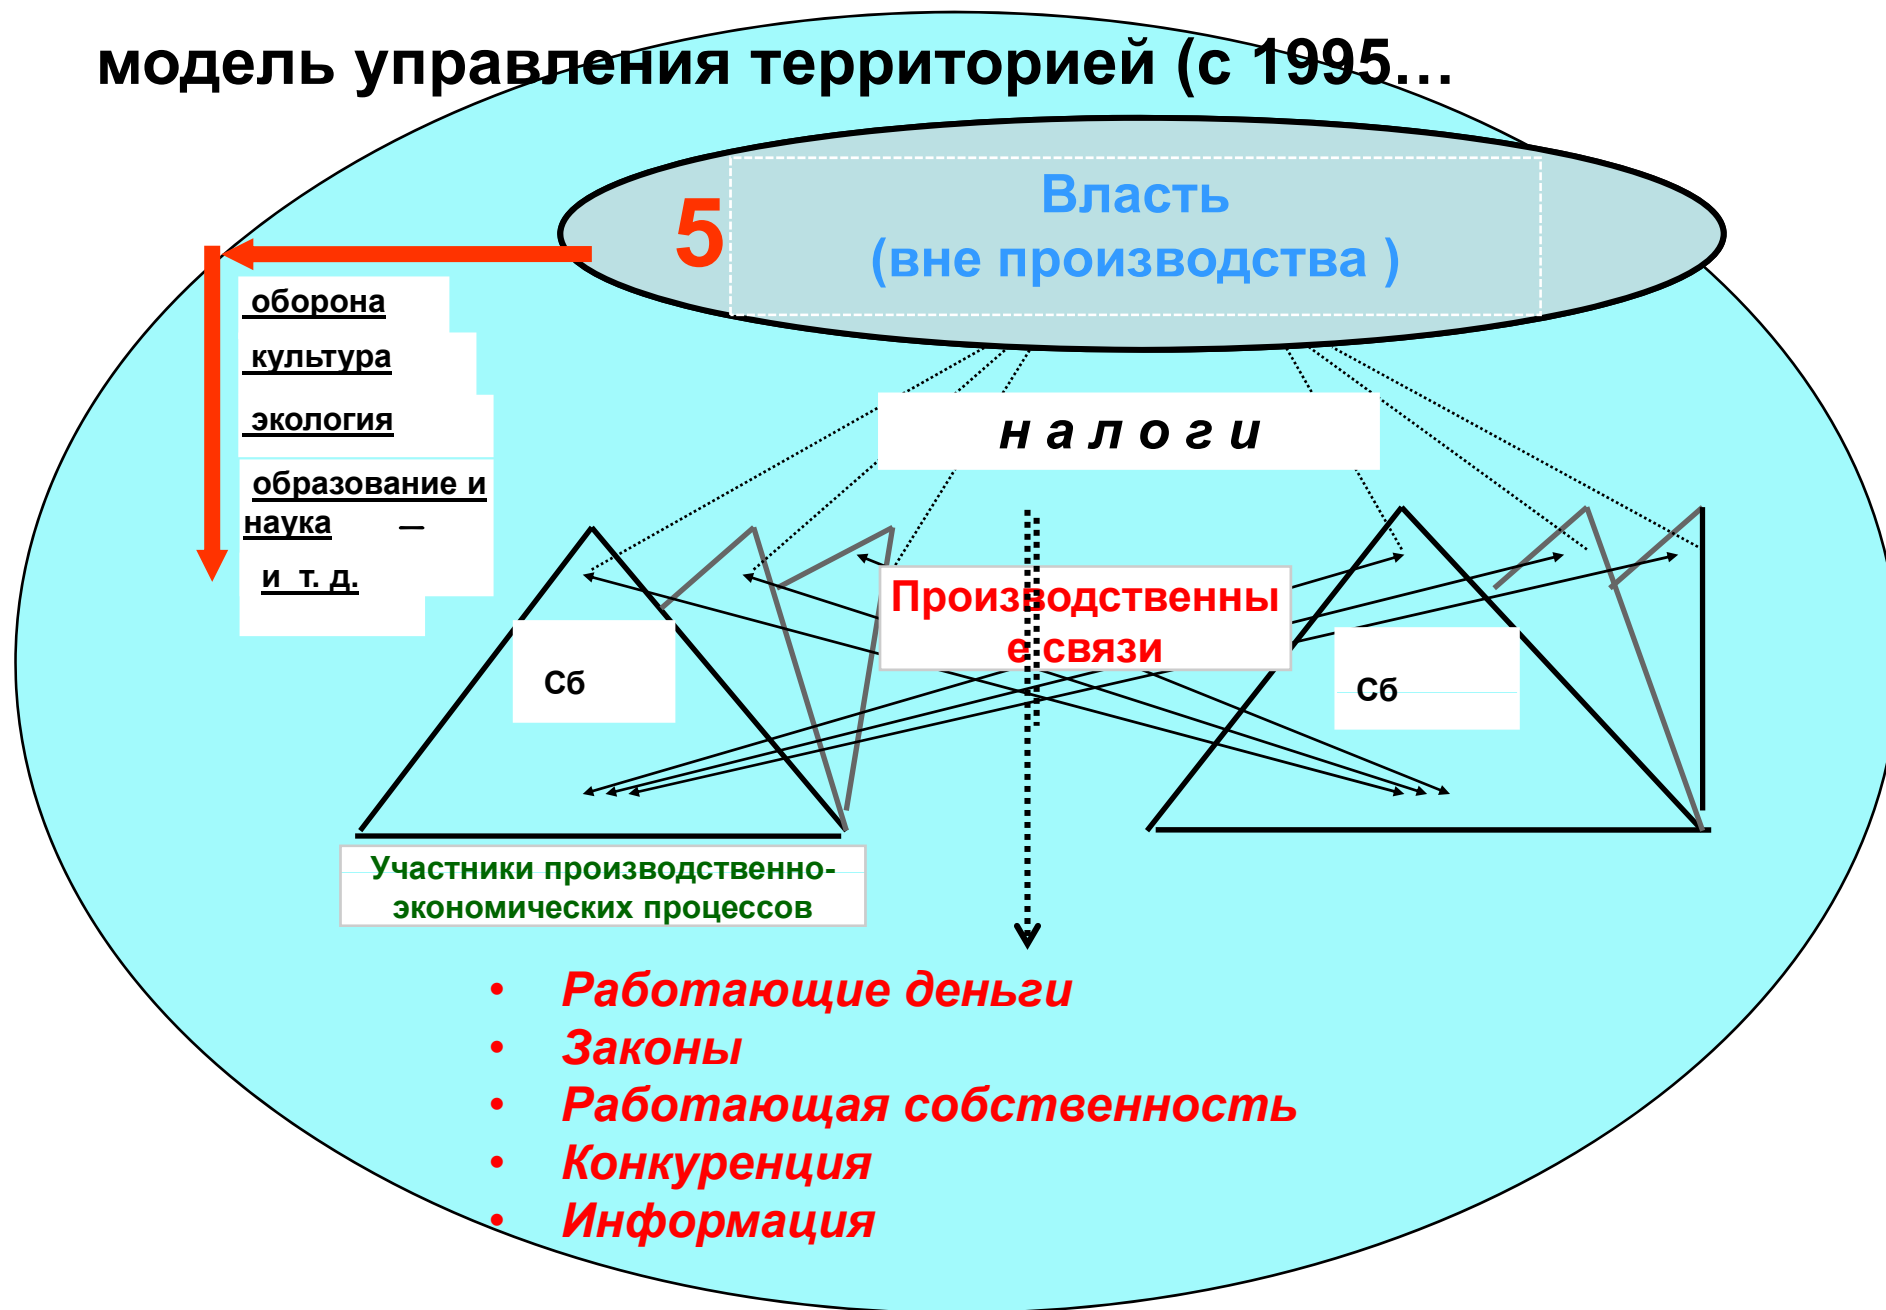 модель управления территорией (с 1995…
5
Власть
(вне производства )
оборона
культура
экология
образование и
наука –
и т. д.
н а л о г и
Производственны
е связи
Сб
Сб
Участники производственно-
экономических процессов
• Работающие деньги
• Законы
• Работающая собственность
• Конкуренция
• Информация